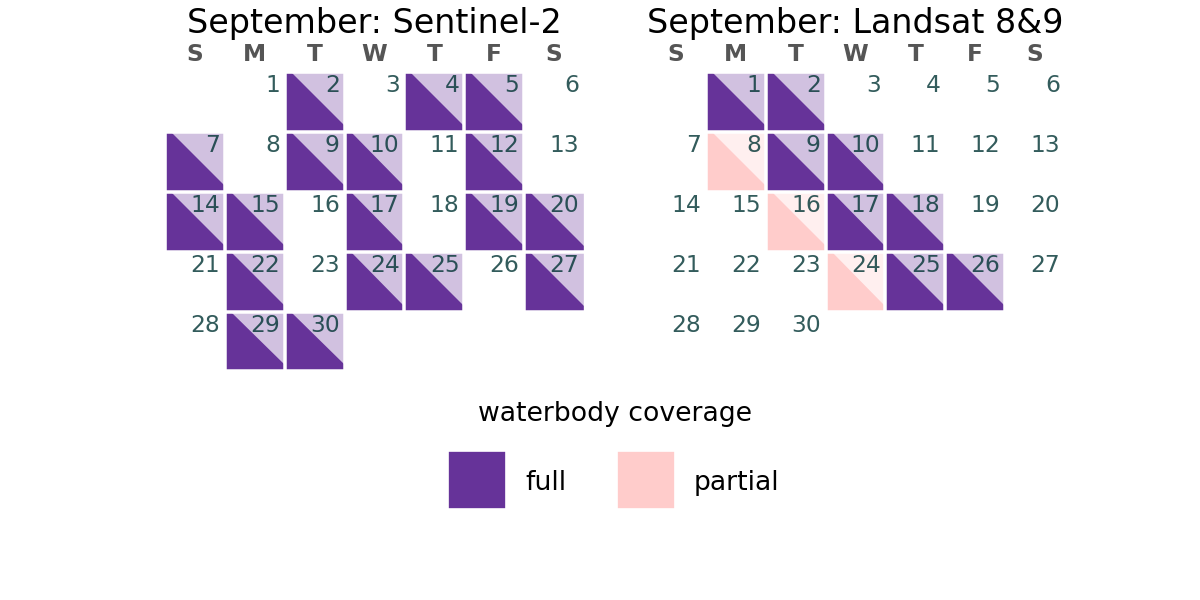 September: Sentinel-2
S M T W T F S
1 2 3 4 5 6
7 8 9 10 11 12 13
14 15 16 17 18 19 20
21 22 23 24 25 26 27
28 29 30
September: Landsat 8&9
S M T W T F S
1 2 3 4 5 6
7 8 9 10 11 12 13
14 15 16 17 18 19 20
21 22 23 24 25 26 27
28 29 30
waterbody coverage
full
partial